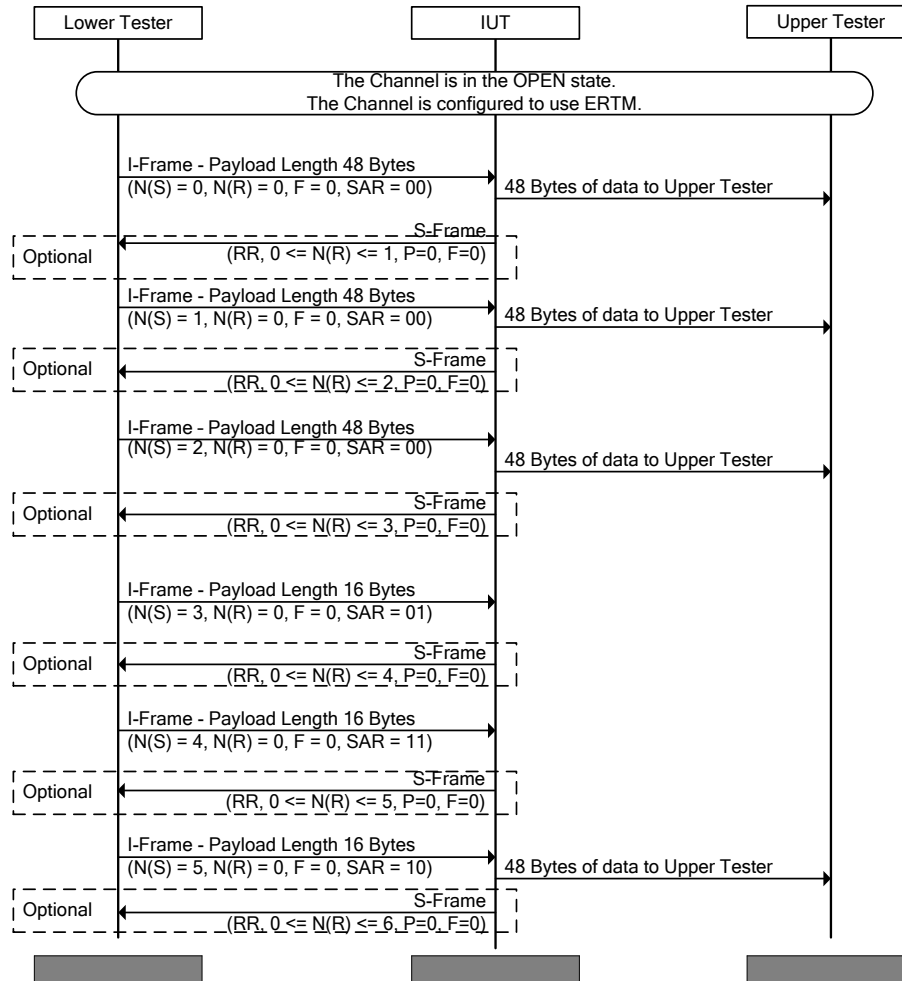 Lower Tester
IUT
Upper Tester
The Channel is in the OPEN state.
The Channel is configured to use ERTM.
I-Frame - Payload Length 48 Bytes
(N(S) = 0, N(R) = 0, F = 0, SAR = 00)
48 Bytes of data to Upper Tester
S-Frame
Optional
(RR, 0 <= N(R) <= 1, P=0, F=0)
I-Frame - Payload Length 48 Bytes
(N(S) = 1, N(R) = 0, F = 0, SAR = 00)
48 Bytes of data to Upper Tester
S-Frame
Optional
(RR, 0 <= N(R) <= 2, P=0, F=0)
I-Frame - Payload Length 48 Bytes
(N(S) = 2, N(R) = 0, F = 0, SAR = 00)
48 Bytes of data to Upper Tester
S-Frame
Optional
(RR, 0 <= N(R) <= 3, P=0, F=0)
I-Frame - Payload Length 16 Bytes
(N(S) = 3, N(R) = 0, F = 0, SAR = 01)
S-Frame
Optional
(RR, 0 <= N(R) <= 4, P=0, F=0)
I-Frame - Payload Length 16 Bytes
(N(S) = 4, N(R) = 0, F = 0, SAR = 11)
S-Frame
Optional
(RR, 0 <= N(R) <= 5, P=0, F=0)
I-Frame - Payload Length 16 Bytes
(N(S) = 5, N(R) = 0, F = 0, SAR = 10)
48 Bytes of data to Upper Tester
S-Frame
Optional
(RR, 0 <= N(R) <= 6, P=0, F=0)